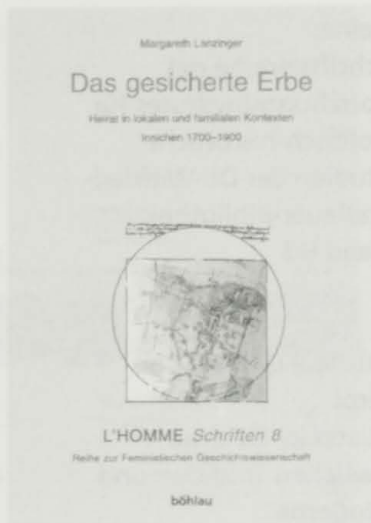 Margareth Lanzinger
Das gesicherte Erbe
Heirat in lokalen und familialen Kontexten
Innichen 1700–1900
L'HOMME Schriften 8
Reihe zur Feministischen Geschichtswissenschaft
böhlau